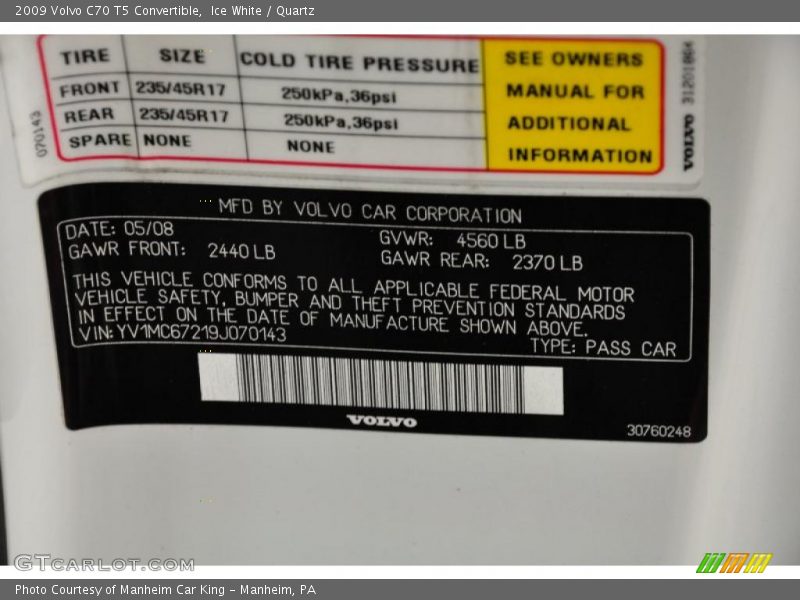 2009 Volvo C70 T5 Convertible,  Ice White / Quartz
TIRE SIZE COLD TIRE PRESSURE
FRONT 235/45R17 250kPa,36psi
REAR 235/45R17 250kPa,36psi
SPARE NONE NONE
SEE OWNERS
MANUAL FOR
ADDITIONAL
INFORMATION
070143
VOLVO 31201864
MFD BY VOLVO CAR CORPORATION
DATE: 05/08 GVWR: 4560 LB
GAWR FRONT: 2440 LB GAWR REAR: 2370 LB
THIS VEHICLE CONFORMS TO ALL APPLICABLE FEDERAL MOTOR
VEHICLE SAFETY, BUMPER AND THEFT PREVENTION STANDARDS
IN EFFECT ON THE DATE OF MANUFACTURE SHOWN ABOVE.
VIN: YV1MC67219J070143 TYPE: PASS CAR
VOLVO
30760248
GTCARLOT.COM
Photo Courtesy of Manheim Car King - Manheim, PA